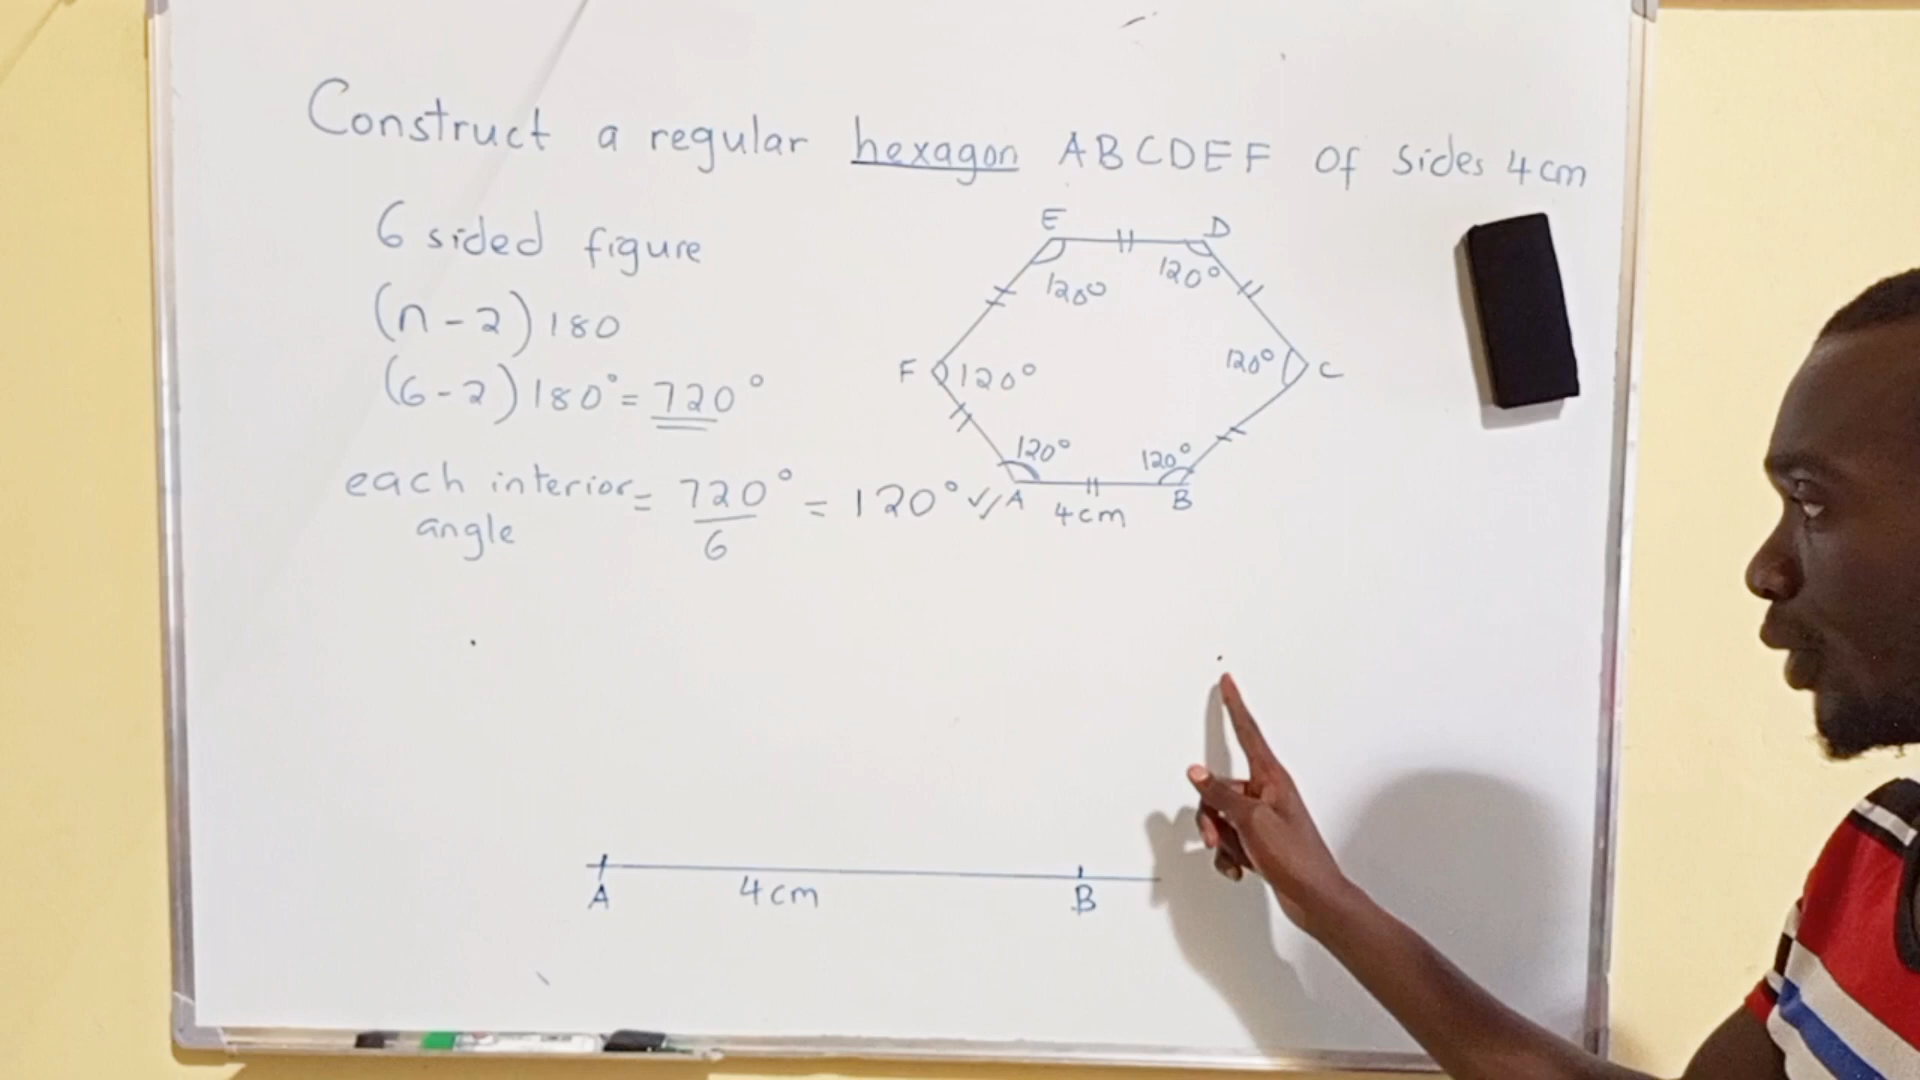 Construct a regular hexagon ABCDEF of sides 4cm
6 sided figure
(n-2)180
(6-2)180°=720°
each interior angle = 720°/6 = 120°
E
D
120°
120°
F
120°
120°
C
120°
120°
A
4cm
B
A
4cm
B